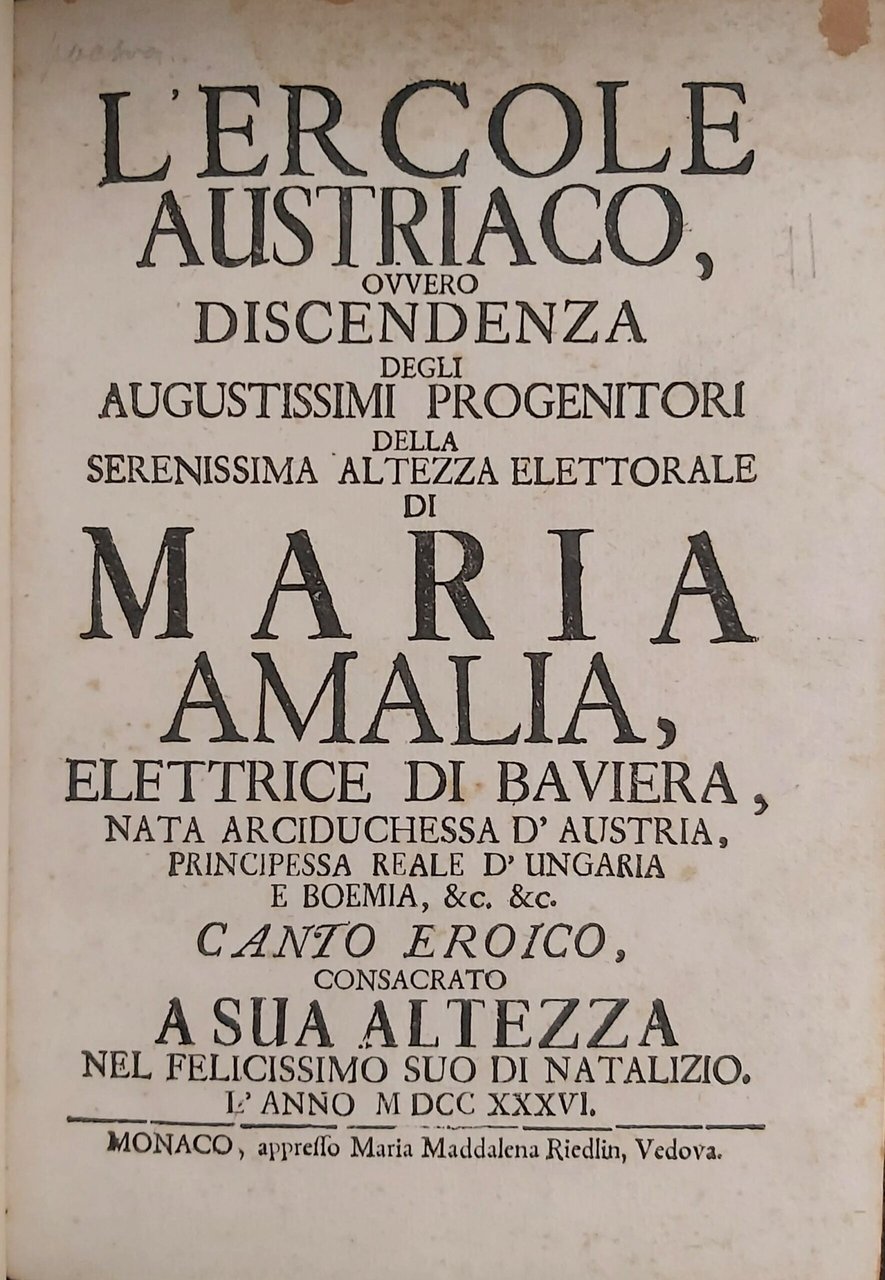 L'ERCOLE
AUSTRIACO,
OVVERO
DISCENDENZA
DEGLI
AUGUSTISSIMI PROGENITORI
DELLA
SERENISSIMA ALTEZZA ELETTORALE
DI
MARIA
AMALIA,
ELETTRICE DI BAVIERA,
NATA ARCIDUCHESSA D' AUSTRIA,
PRINCIPESSA REALE D' UNGARIA
E BOEMIA, &c. &c.
CANTO EROICO,
CONSACRATO
A SUA ALTEZZA
NEL FELICISSIMO SUO DI NATALIZIO.
L' ANNO M DCC XXXVI.
MONACO, appreſſo Maria Maddalena Riedlin, Vedova.